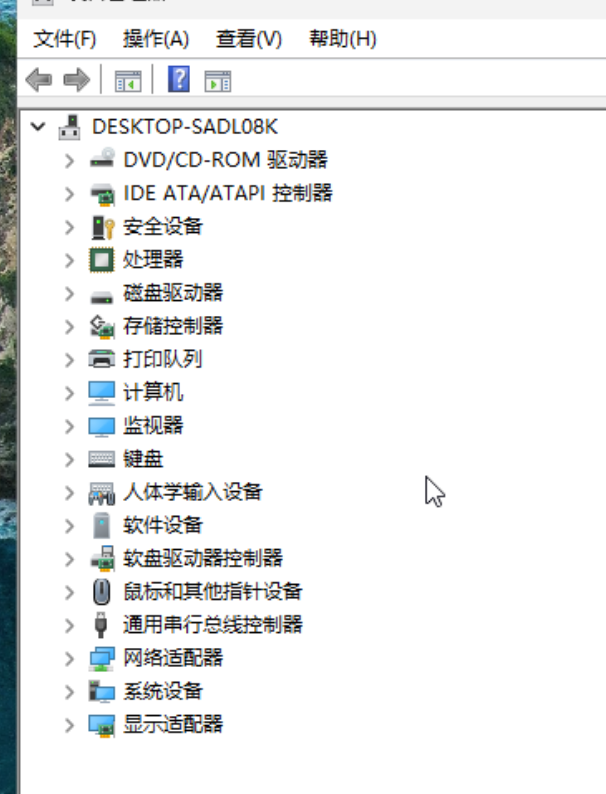 文件(F) 操作(A) 查看(V) 帮助(H)
DESKTOP-SADL08K
DVD/CD-ROM 驱动器
IDE ATA/ATAPI 控制器
安全设备
处理器
磁盘驱动器
存储控制器
打印队列
计算机
监视器
键盘
人体学输入设备
软件设备
软盘驱动器控制器
鼠标和其他指针设备
通用串行总线控制器
网络适配器
系统设备
显示适配器